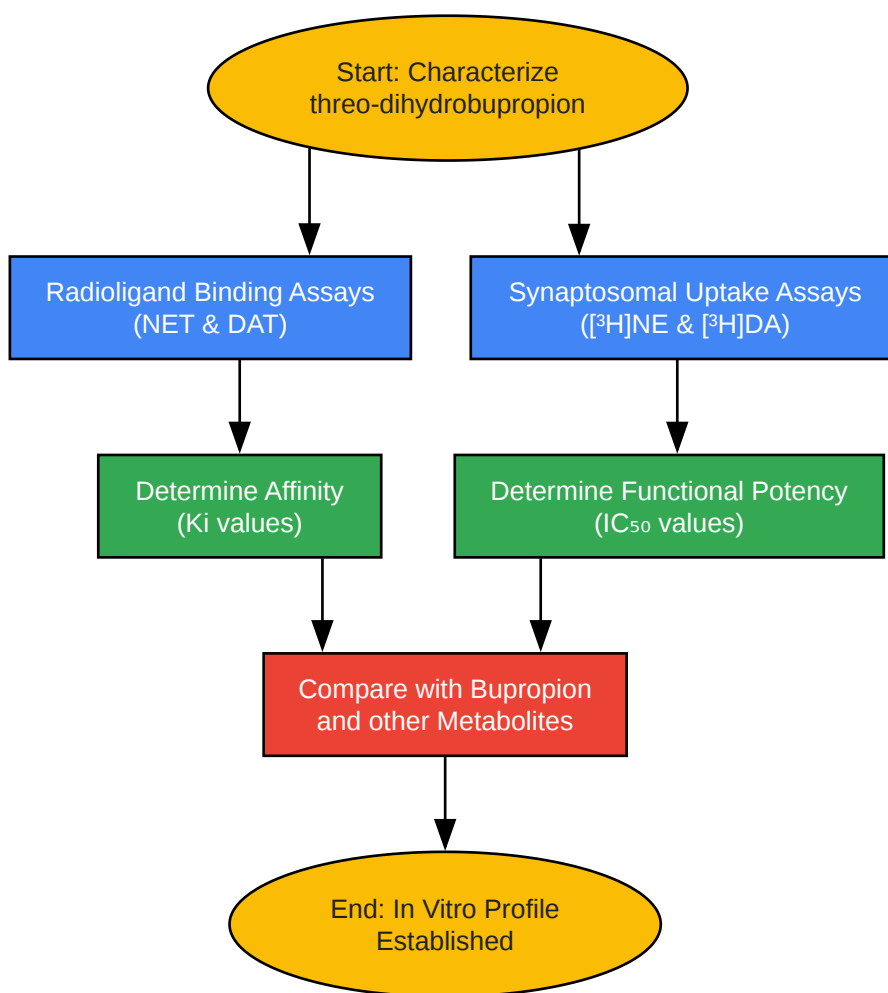 Start: Characterize
threo-dihydrobupropion
Radioligand Binding Assays
(NET & DAT)
Synaptosomal Uptake Assays
([³H]NE & [³H]DA)
Determine Affinity
(Ki values)
Determine Functional Potency
(IC₅₀ values)
Compare with Bupropion
and other Metabolites
End: In Vitro Profile
Established